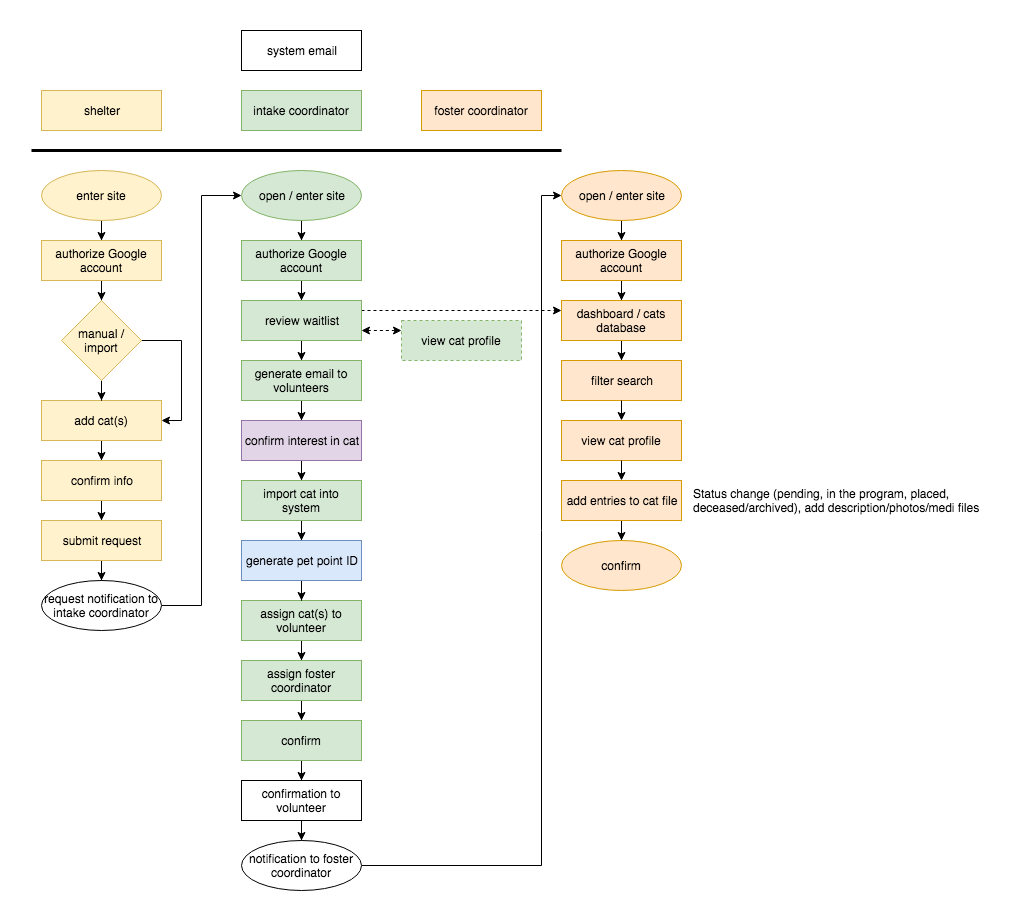 system email
shelter
intake coordinator
foster coordinator
enter site
authorize Google
account
manual /
import
add cat(s)
confirm info
submit request
request notification to
intake coordinator
open / enter site
authorize Google
account
review waitlist
view cat profile
generate email to
volunteers
confirm interest in cat
import cat into
system
generate pet point ID
assign cat(s) to
volunteer
assign foster
coordinator
confirm
confirmation to
volunteer
notification to foster
coordinator
open / enter site
authorize Google
account
dashboard / cats
database
filter search
view cat profile
add entries to cat file
Status change (pending, in the program, placed,
deceased/archived), add description/photos/medi files
confirm